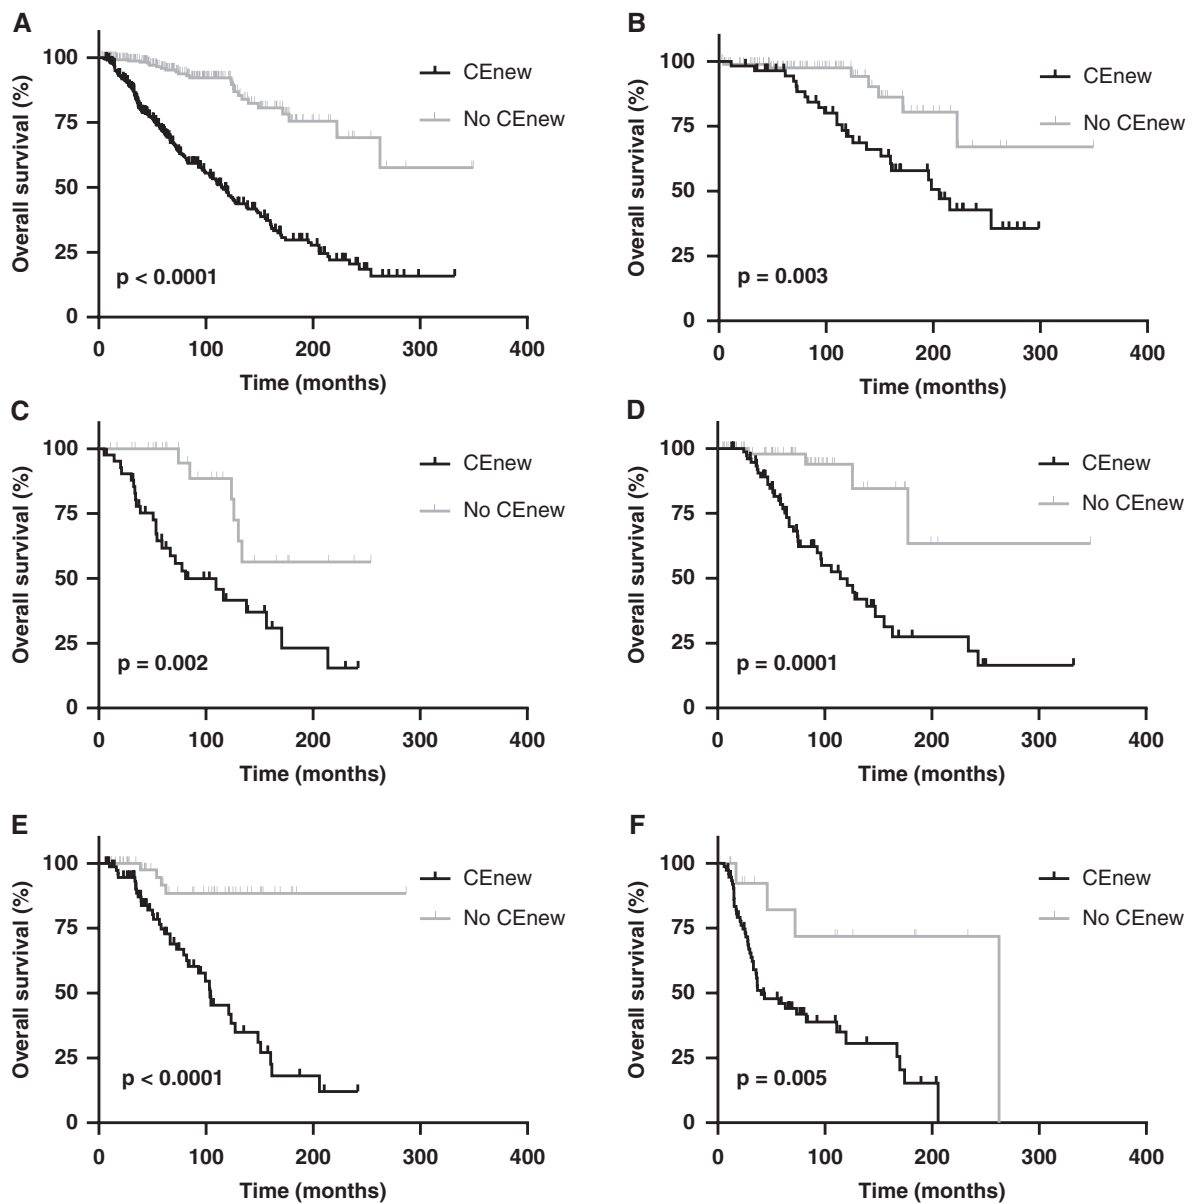 A
Overall survival (%)
100
75
50
25
0
CEnew
No CEnew
p < 0.0001
0 100 200 300 400
Time (months)
B
Overall survival (%)
100
75
50
25
0
CEnew
No CEnew
p = 0.003
0 100 200 300 400
Time (months)
C
Overall survival (%)
100
75
50
25
0
CEnew
No CEnew
p = 0.002
0 100 200 300 400
Time (months)
D
Overall survival (%)
100
75
50
25
0
CEnew
No CEnew
p = 0.0001
0 100 200 300 400
Time (months)
E
Overall survival (%)
100
75
50
25
0
CEnew
No CEnew
p < 0.0001
0 100 200 300 400
Time (months)
F
Overall survival (%)
100
75
50
25
0
CEnew
No CEnew
p = 0.005
0 100 200 300 400
Time (months)